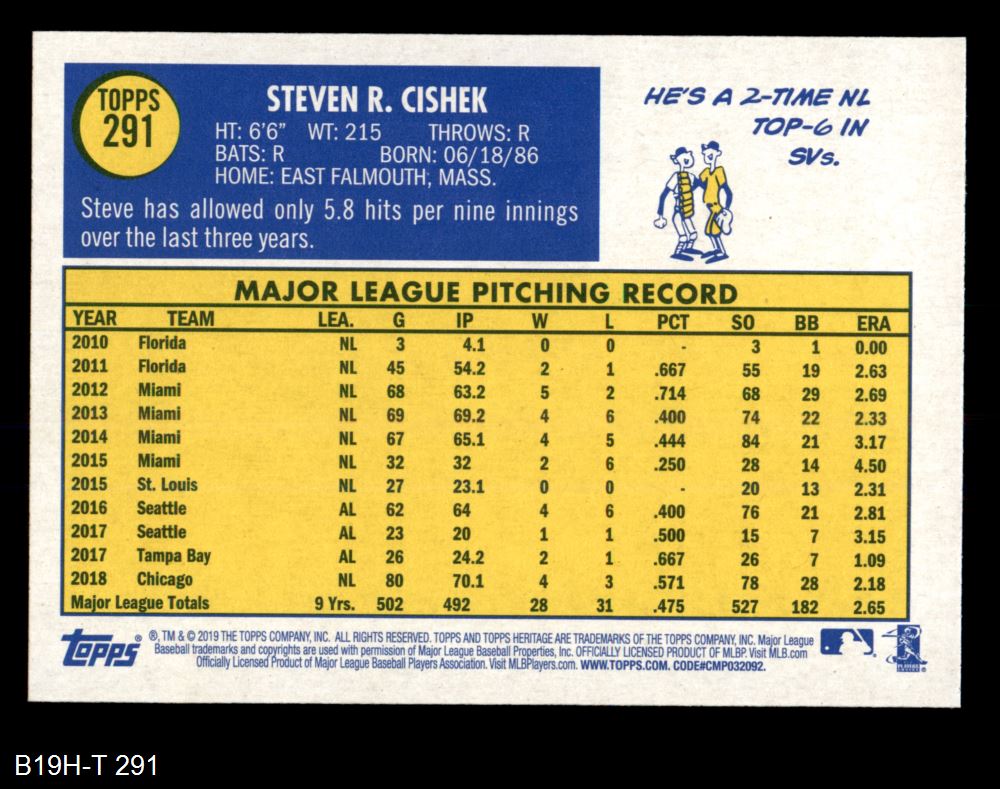 TOPPS
291
STEVEN R. CISHEK
HT: 6'6" WT: 215 THROWS: R
BATS: R BORN: 06/18/86
HOME: EAST FALMOUTH, MASS.
Steve has allowed only 5.8 hits per nine innings
over the last three years.
HE'S A 2-TIME NL
TOP-6 IN
SVs.
MAJOR LEAGUE PITCHING RECORD
YEAR TEAM LEA. G IP W L PCT SO BB ERA
2010 Florida NL 3 4.1 0 0 - 3 1 0.00
2011 Florida NL 45 54.2 2 1 .667 55 19 2.63
2012 Miami NL 68 63.2 5 2 .714 68 29 2.69
2013 Miami NL 69 69.2 4 6 .400 74 22 2.33
2014 Miami NL 67 65.1 4 5 .444 84 21 3.17
2015 Miami NL 32 32 2 6 .250 28 14 4.50
2015 St. Louis NL 27 23.1 0 0 - 20 13 2.31
2016 Seattle AL 62 64 4 6 .400 76 21 2.81
2017 Seattle AL 23 20 1 1 .500 15 7 3.15
2017 Tampa Bay AL 26 24.2 2 1 .667 26 7 1.09
2018 Chicago NL 80 70.1 4 3 .571 78 28 2.18
Major League Totals 9 Yrs. 502 492 28 31 .475 527 182 2.65
Topps ® ®, TM & © 2019 THE TOPPS COMPANY, INC. ALL RIGHTS RESERVED. TOPPS AND TOPPS HERITAGE ARE TRADEMARKS OF THE TOPPS COMPANY, INC. Major League
Baseball trademarks and copyrights are used with permission of Major League Baseball Properties, Inc. OFFICIALLY LICENSED PRODUCT OF MLBP. Visit MLB.com
Officially Licensed Product of Major League Baseball Players Association. Visit MLBPlayers.com. WWW.TOPPS.COM. CODE#CMP032092.
B19H-T 291